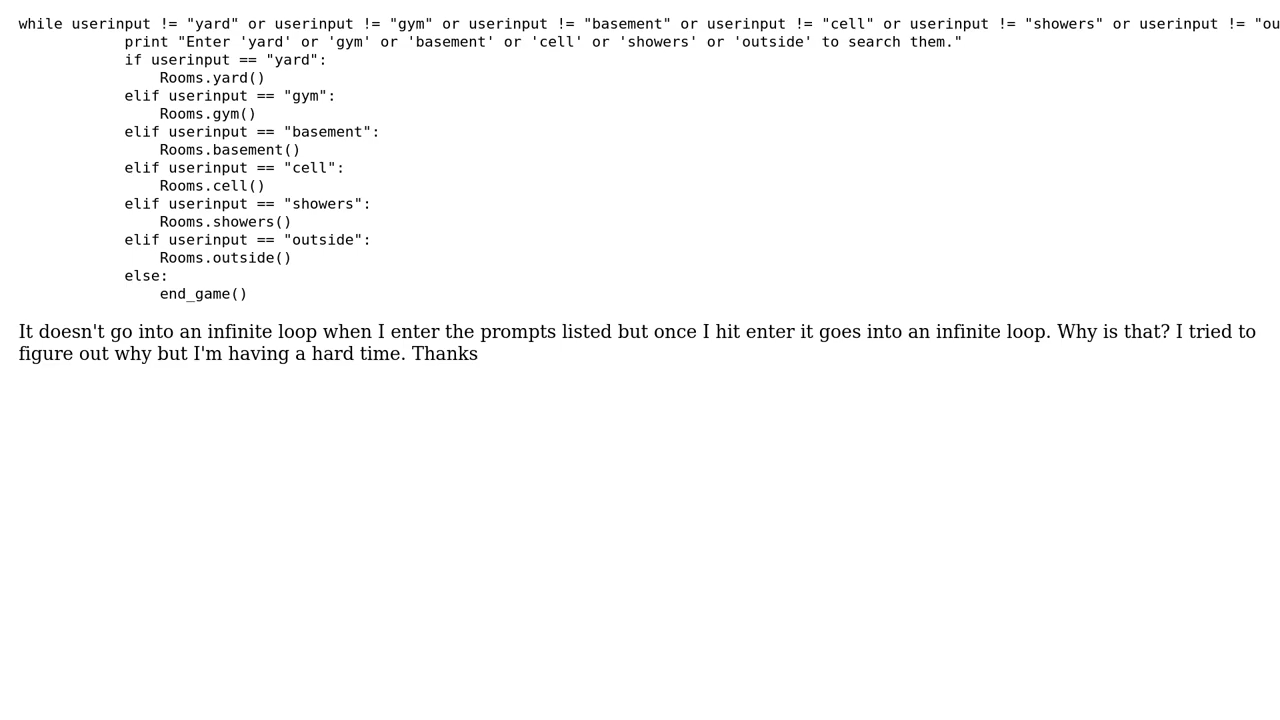 while userinput != "yard" or userinput != "gym" or userinput != "basement" or userinput != "cell" or userinput != "showers" or userinput != "ou
            print "Enter 'yard' or 'gym' or 'basement' or 'cell' or 'showers' or 'outside' to search them."
            if userinput == "yard":
                Rooms.yard()
            elif userinput == "gym":
                Rooms.gym()
            elif userinput == "basement":
                Rooms.basement()
            elif userinput == "cell":
                Rooms.cell()
            elif userinput == "showers":
                Rooms.showers()
            elif userinput == "outside":
                Rooms.outside()
            else:
                end_game()
It doesn't go into an infinite loop when I enter the prompts listed but once I hit enter it goes into an infinite loop. Why is that? I tried to
figure out why but I'm having a hard time. Thanks